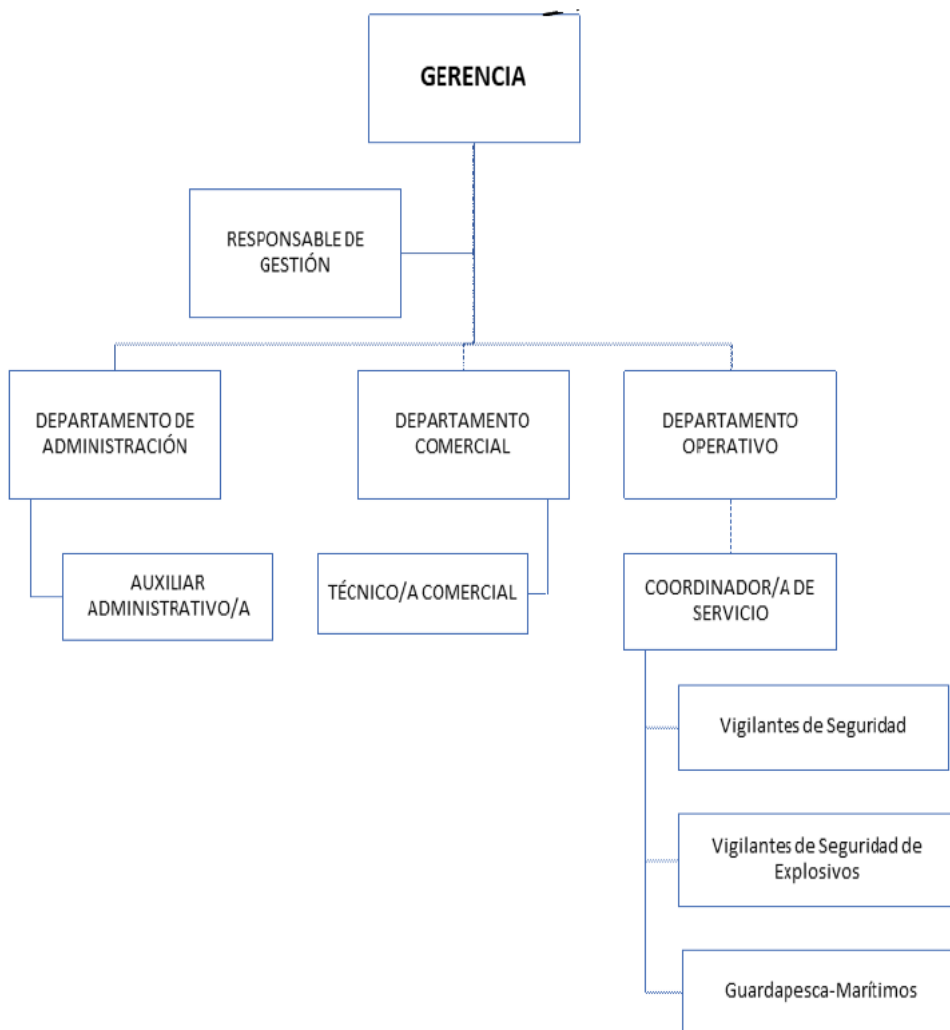 GERENCIA
RESPONSABLE DE
GESTIÓN
DEPARTAMENTO DE
ADMINISTRACIÓN
DEPARTAMENTO
COMERCIAL
DEPARTAMENTO
OPERATIVO
AUXILIAR
ADMINISTRATIVO/A
TÉCNICO/A COMERCIAL
COORDINADOR/A DE
SERVICIO
Vigilantes de Seguridad
Vigilantes de Seguridad de
Explosivos
Guardapesca-Marítimos